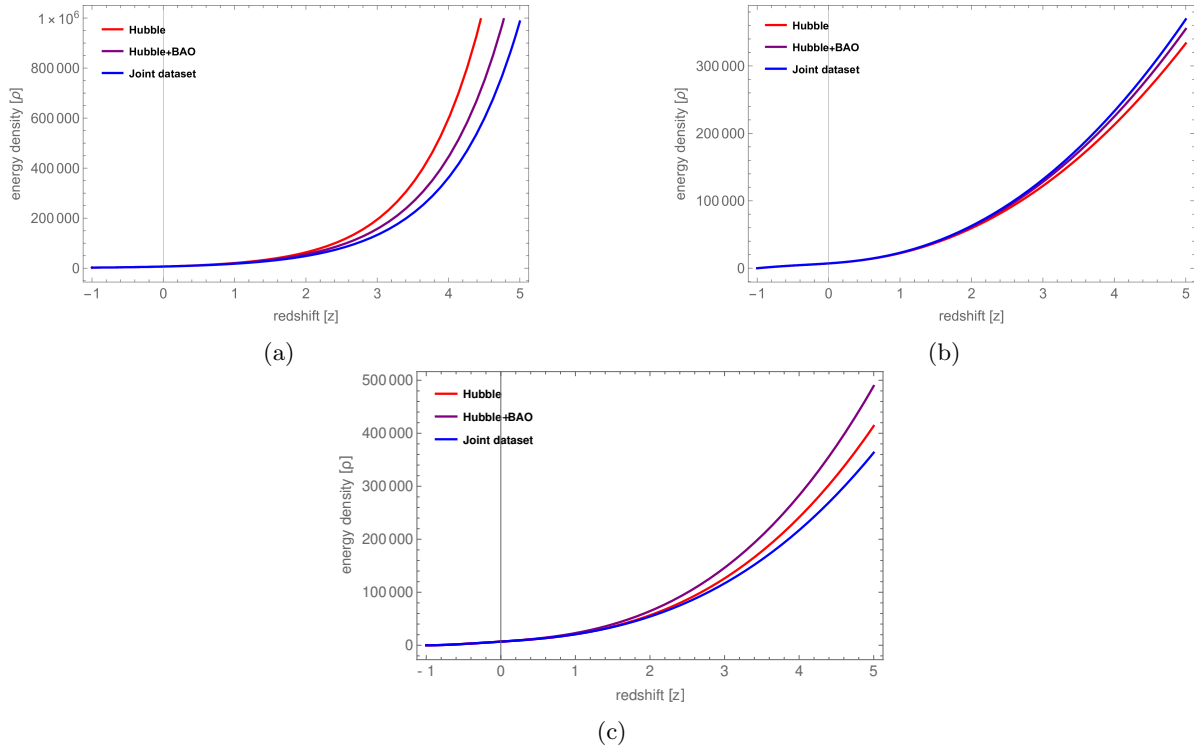 1 × 10⁶
800 000
600 000
400 000
200 000
0
energy density [ρ]
Hubble
Hubble+BAO
Joint dataset
-1 0 1 2 3 4 5
redshift [z]
(a)
300 000
200 000
100 000
0
energy density [ρ]
Hubble
Hubble+BAO
Joint dataset
-1 0 1 2 3 4 5
redshift [z]
(b)
500 000
400 000
300 000
200 000
100 000
0
energy density [ρ]
Hubble
Hubble+BAO
Joint dataset
-1 0 1 2 3 4 5
redshift [z]
(c)